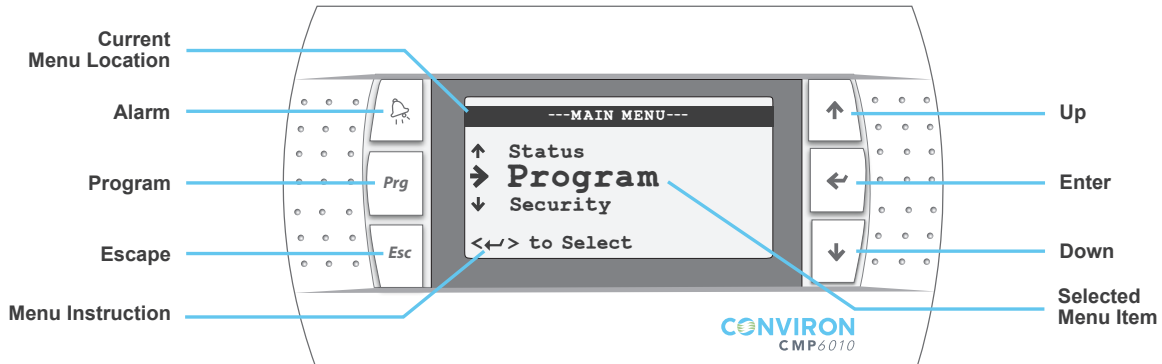 Current
Menu Location
Alarm
Program
Escape
Menu Instruction
Prg
Esc
---MAIN MENU---
Status
Program
Security
<↵> to Select
Up
Enter
Down
Selected
Menu Item
CONVIRON
CMP6010